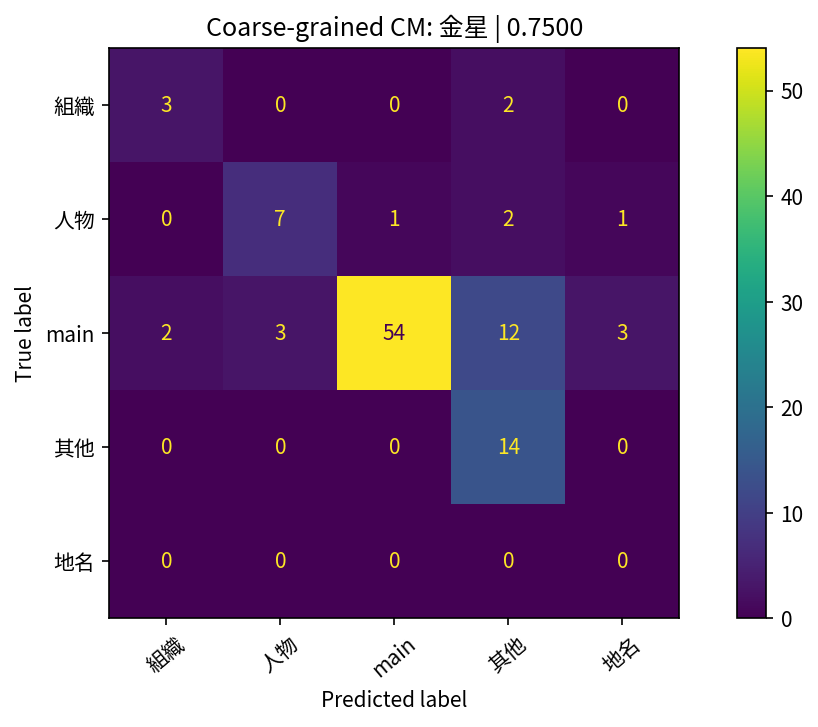 Coarse-grained CM: 金星 | 0.7500
True label
組織 3 0 0 2 0
人物 0 7 1 2 1
main 2 3 54 12 3
其他 0 0 0 14 0
地名 0 0 0 0 0
組織 人物 main 其他 地名
Predicted label
50
40
30
20
10
0